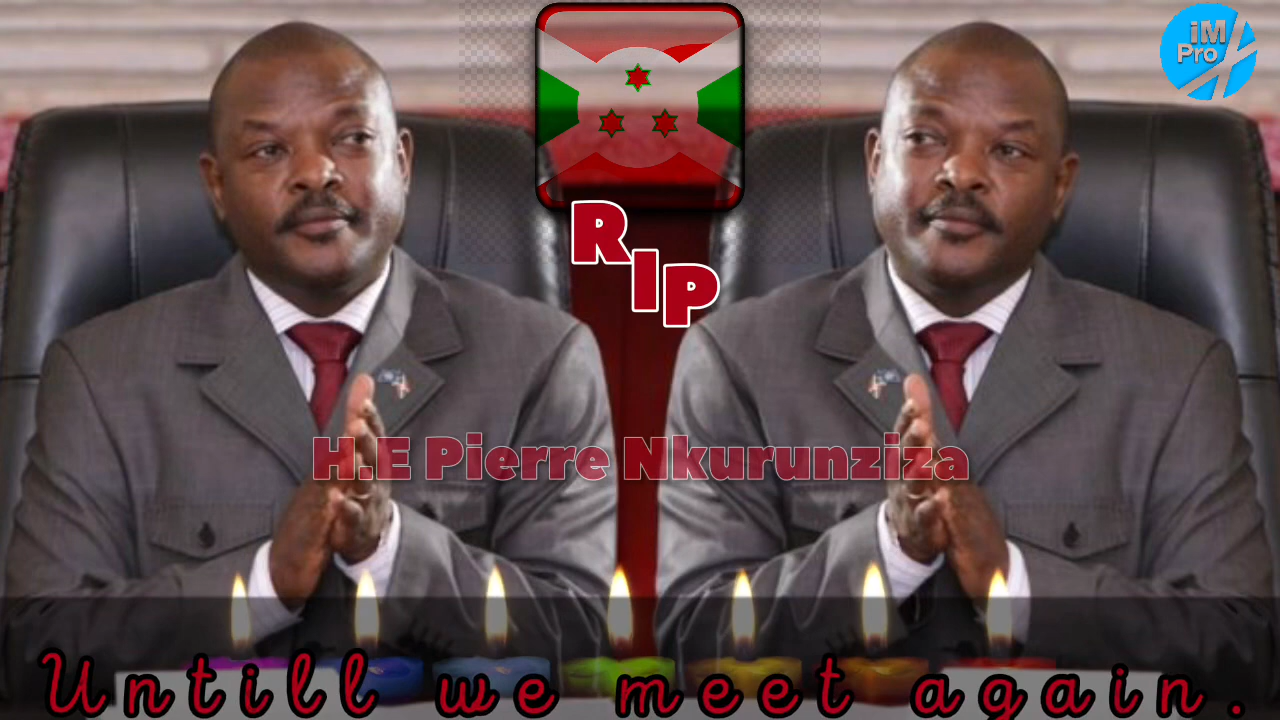 iM
Pro
RIP
H.E Pierre Nkurunziza
Untill we meet again.